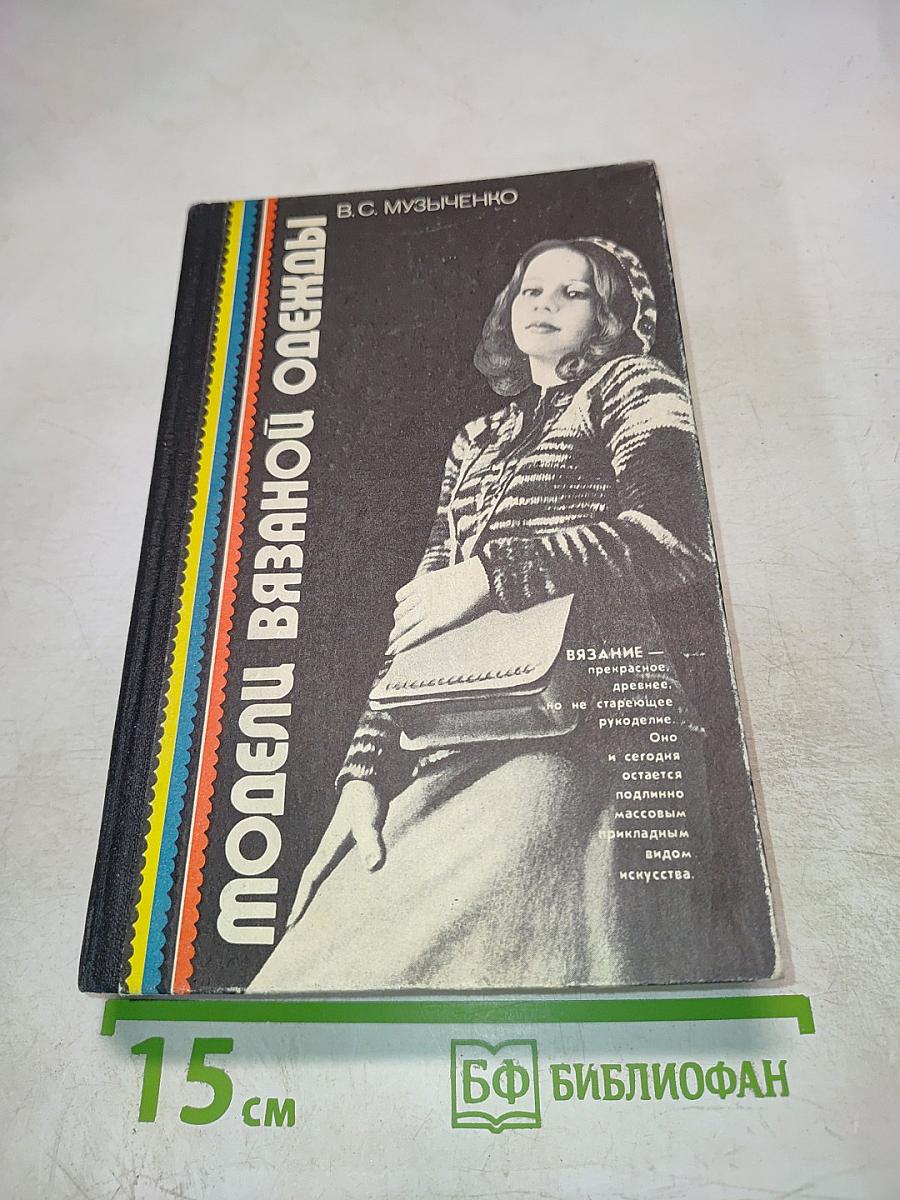 В. С. МУЗЫЧЕНКО
МОДЕЛИ ВЯЗАНОЙ ОДЕЖДЫ
ВЯЗАНИЕ —
прекрасное,
древнее,
но не стареющее
рукоделие.
Оно
и сегодня
остается
подлинно
массовым
прикладным
видом
искусства.
15 см
БФ БИБЛИОФАН